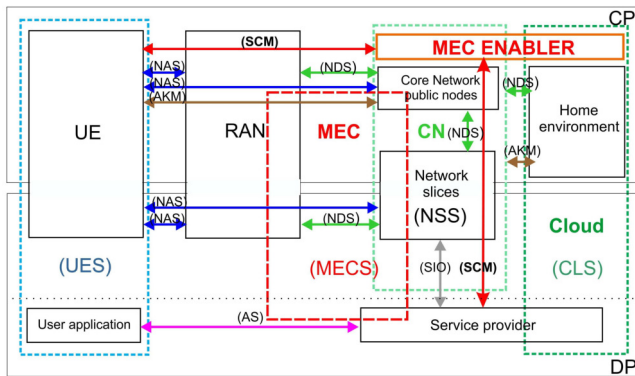 CP
(SCM)
MEC ENABLER
(NAS)
(NDS)
Core Network
public nodes
(NAS)
(NDS)
(AKM)
Home
environment
UE
RAN
MEC
CN
(NDS)
(AKM)
Network
slices
(NSS)
(NAS)
(NAS)
(NDS)
Cloud
(UES)
(MECS)
(SIO)
(SCM)
(CLS)
User application
(AS)
Service provider
DP